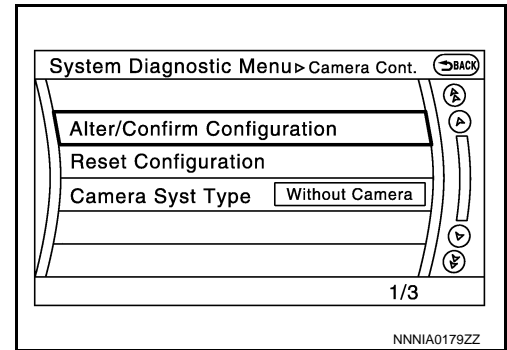 System Diagnostic Menu▷Camera Cont. BACK
Alter/Confirm Configuration
Reset Configuration
Camera Syst Type Without Camera
1/3
NNNIA0179ZZ